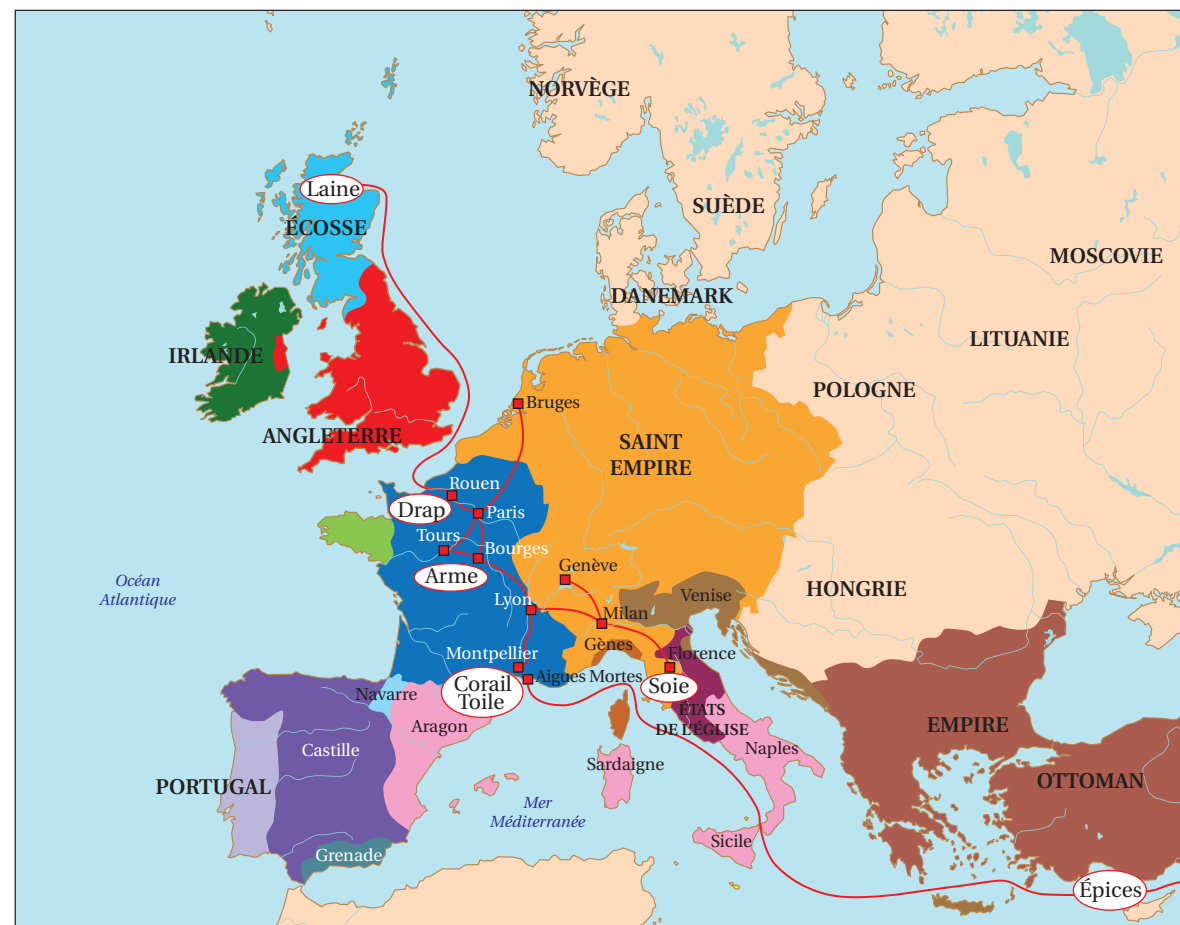 NORVÈGE
Laine
SUÈDE
ÉCOSSE
MOSCOVIE
DANEMARK
LITUANIE
IRLANDE
POLOGNE
Bruges
ANGLETERRE
SAINT
EMPIRE
Rouen
Drap
Paris
Tours
Bourges
Genève
Arme
Océan
Atlantique
HONGRIE
Venise
Lyon
Milan
Gènes
Montpellier
Florence
Aigues Mortes
Corail
Toile
Soie
Navarre
Aragon
ÉTATS
DE L'ÉGLISE
EMPIRE
Castille
Naples
Sardaigne
OTTOMAN
PORTUGAL
Mer
Méditerranée
Sicile
Grenade
Épices